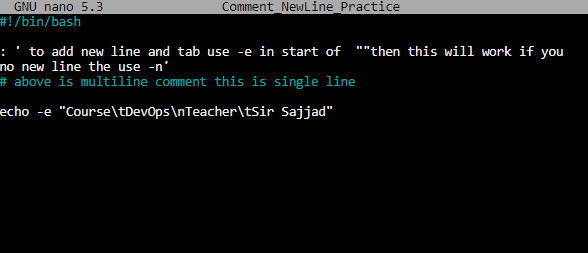 GNU nano 5.3 Comment_NewLine_Practice
#!/bin/bash
: ' to add new line and tab use -e in start of  ""then this will work if you
no new line the use -n'
# above is multiline comment this is single line
echo -e "Course\tDevOps\nTeacher\tSir Sajjad"